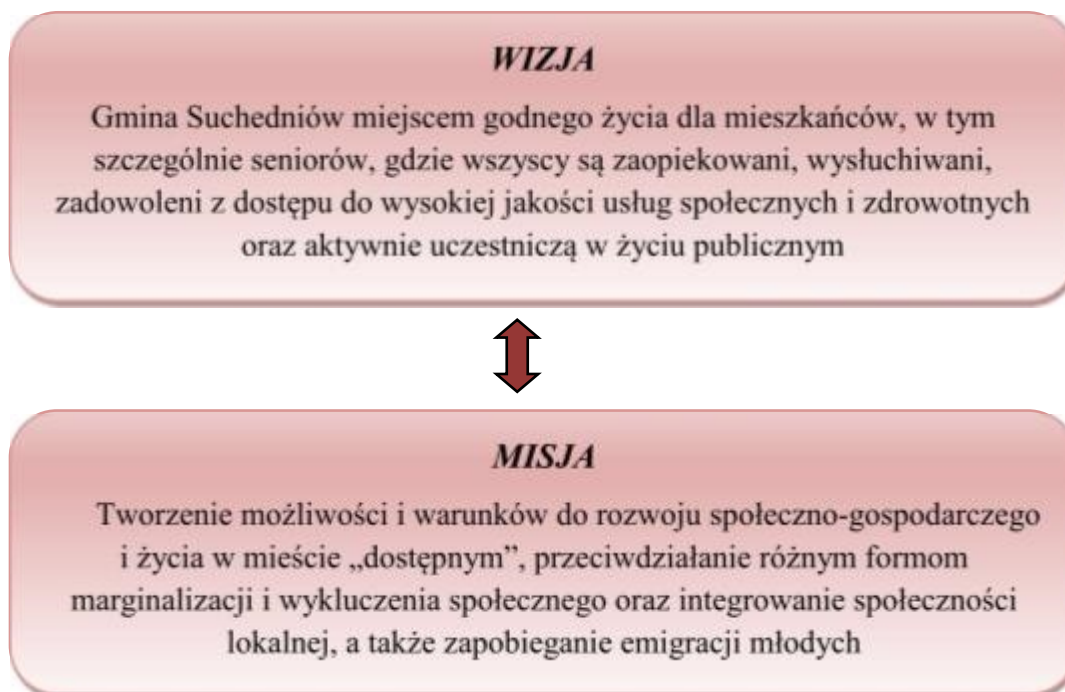 WIZJA
Gmina Suchedniów miejscem godnego życia dla mieszkańców, w tym
szczególnie seniorów, gdzie wszyscy są zaopiekowani, wysłuchiwani,
zadowoleni z dostępu do wysokiej jakości usług społecznych i zdrowotnych
oraz aktywnie uczestniczą w życiu publicznym
MISJA
Tworzenie możliwości i warunków do rozwoju społeczno-gospodarczego
i życia w mieście „dostępnym”, przeciwdziałanie różnym formom
marginalizacji i wykluczenia społecznego oraz integrowanie społeczności
lokalnej, a także zapobieganie emigracji młodych